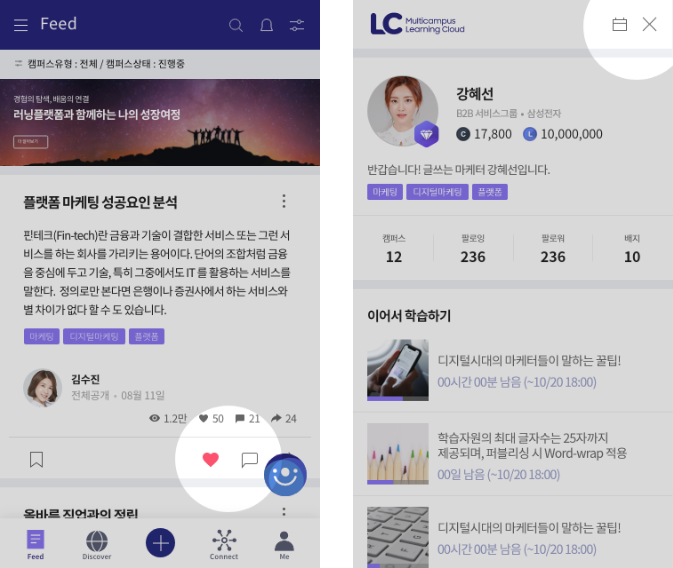 Feed
캠퍼스유형 : 전체 / 캠퍼스상태 : 진행중
경험의 탐색, 배움의 연결
러닝플랫폼과 함께하는 나의 성장여정
플랫폼 마케팅 성공요인 분석
핀테크(Fin-tech)란 금융과 기술이 결합한 서비스 또는 그런 서
비스를 하는 회사를 가리키는 용어이다. 단어의 조합처럼 금융
을 중심에 두고 기술, 특히 그중에서도 IT 를 활용하는 서비스를
말한다. 정의로만 본다면 은행이나 증권사에서 하는 서비스와
별 차이가 없다 할 수 도 있습니다.
마케팅 디지털마케팅 플랫폼
김수진
전체공개 • 08월 11일
1.2만 50 21 24
올바른 직업관의 정립
Feed Discover Connect Me
LC Multicampus
Learning Cloud
강혜선
B2B 서비스그룹 • 삼성전자
C 17,800 L 10,000,000
반갑습니다! 글쓰는 마케터 강혜선입니다.
마케팅 디지털마케팅 플랫폼
캠퍼스 팔로잉 팔로워 배지
12 236 236 10
이어서 학습하기
디지털시대의 마케터들이 말하는 꿀팁!
00시간 00분 남음 (~10/20 18:00)
학습자원의 최대 글자수는 25자까지
제공되며, 퍼블리싱 시 Word-wrap 적용
00일 남음 (~10/20 18:00)
디지털시대의 마케터들이 말하는 꿀팁!
00시간 00분 남음 (~10/20 18:00)